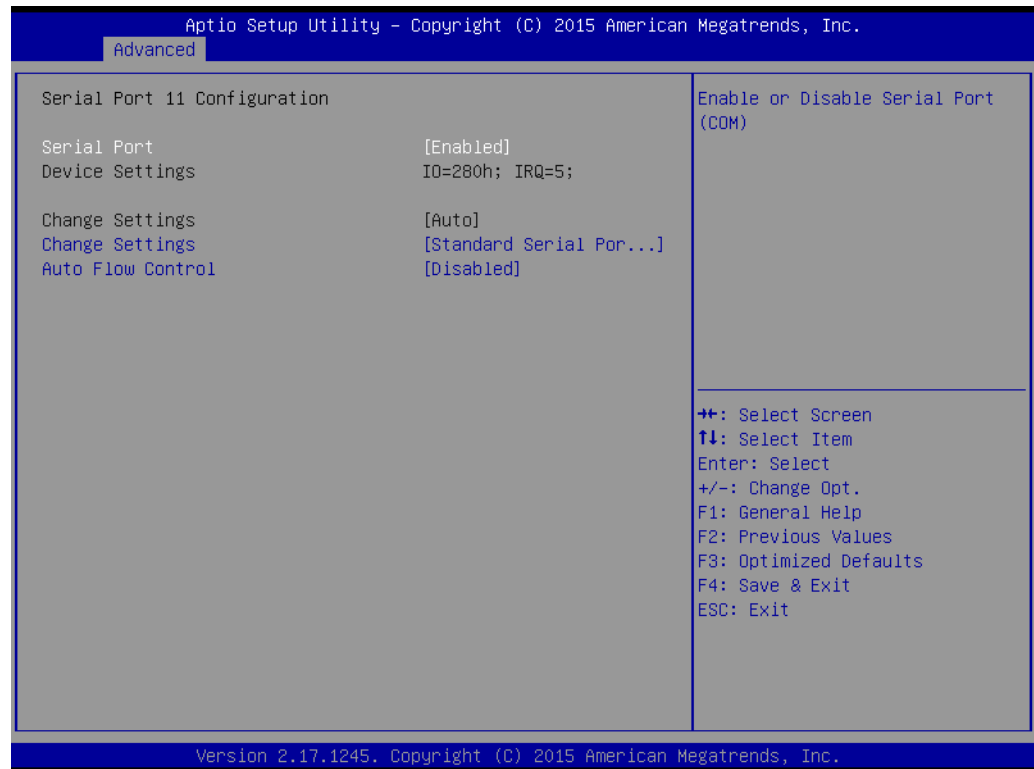 Aptio Setup Utility – Copyright (C) 2015 American Megatrends, Inc.
Advanced
Serial Port 11 Configuration
Serial Port [Enabled]
Device Settings IO=280h; IRQ=5;
Change Settings [Auto]
Change Settings [Standard Serial Por...]
Auto Flow Control [Disabled]
Enable or Disable Serial Port
(COM)
→←: Select Screen
↑↓: Select Item
Enter: Select
+/-: Change Opt.
F1: General Help
F2: Previous Values
F3: Optimized Defaults
F4: Save & Exit
ESC: Exit
Version 2.17.1245. Copyright (C) 2015 American Megatrends, Inc.